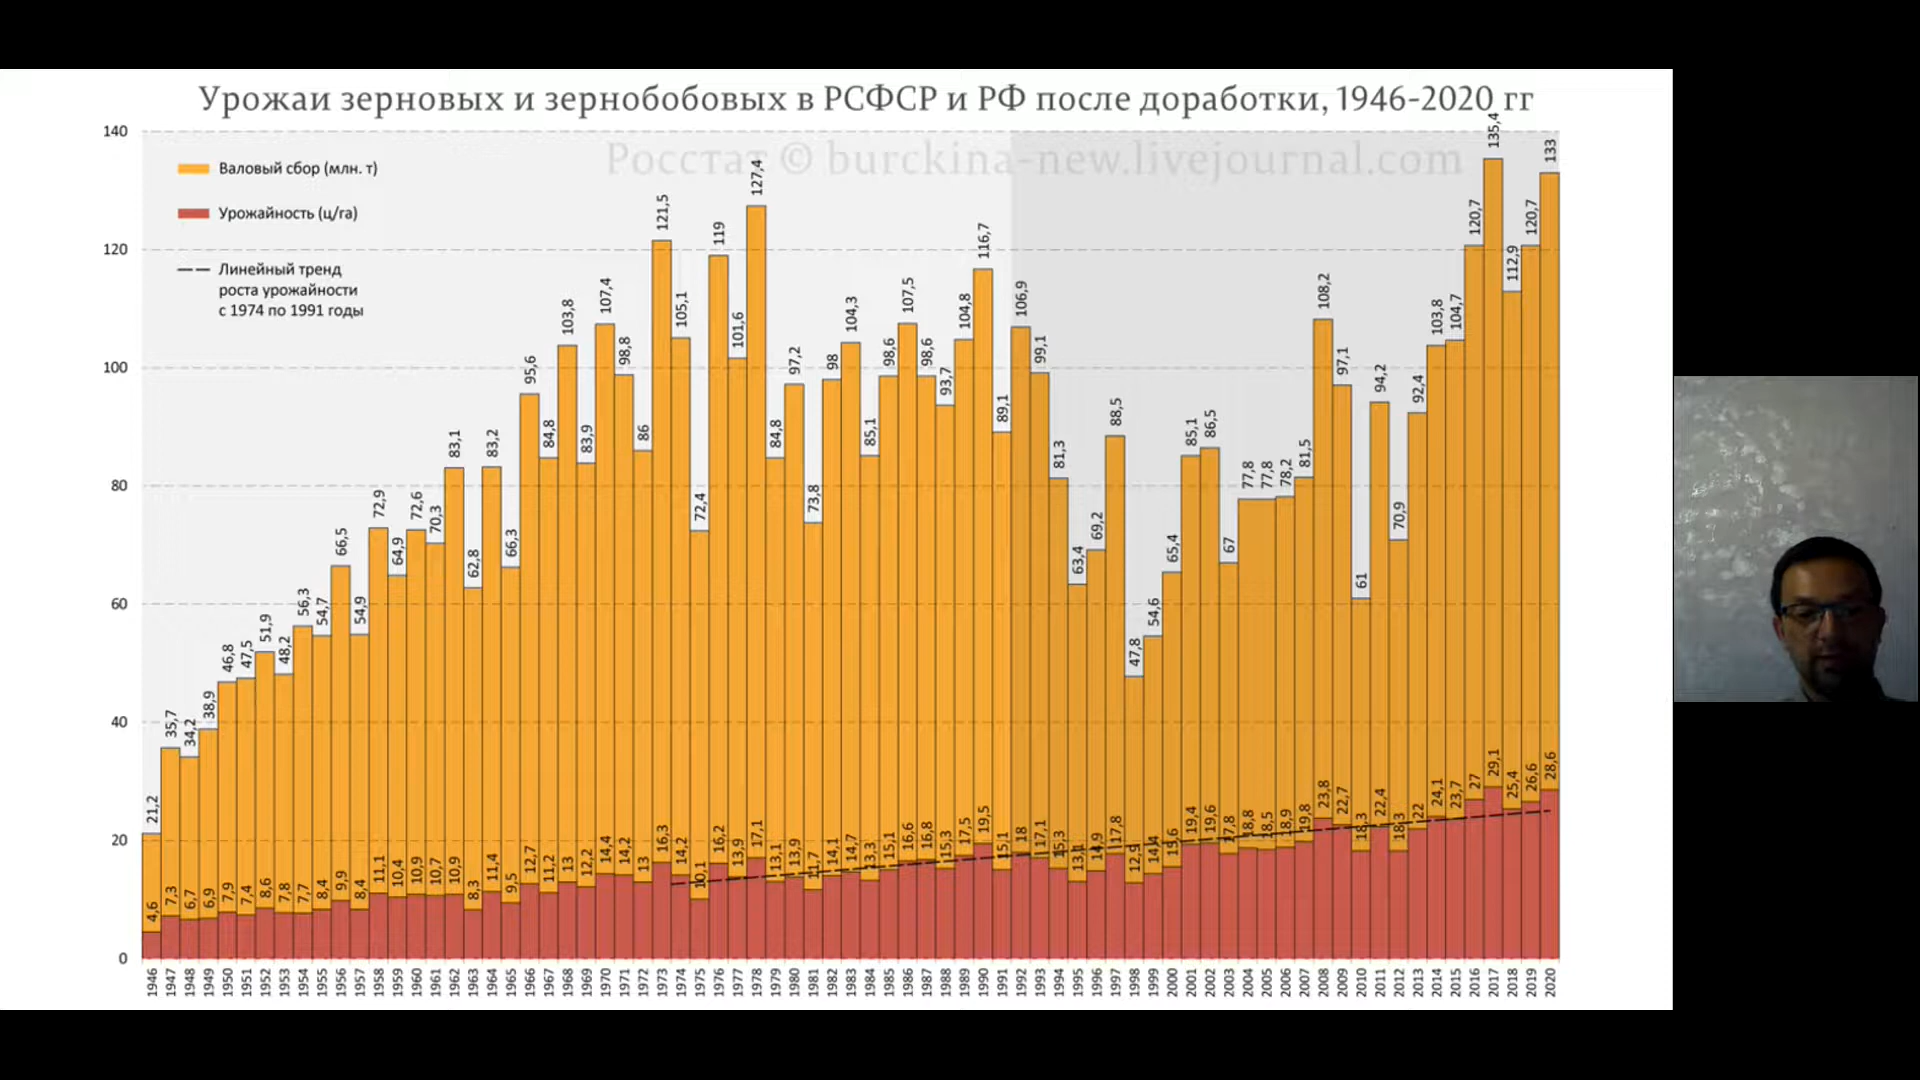 Урожаи зерновых и зернобобовых в РСФСР и РФ после доработки, 1946-2020 гг
Росстат © burckina-new.livejournal.com
Валовый сбор (млн. т)
Урожайность (ц/га)
Линейный тренд
роста урожайности
с 1974 по 1991 годы
140
120
100
80
60
40
20
0
21,2 35,7 34,2 38,9 46,8 47,5 51,9 48,2 56,3 54,7 66,5 54,9 72,9 64,9 72,6 70,3 83,1 62,8 83,2 66,3 95,6 84,8 103,8 83,9 107,4 98,8 86 121,5 105,1 72,4 119 101,6 127,4 84,8 97,2 73,8 98 104,3 85,1 98,6 107,5 98,6 93,7 104,8 116,7 89,1 106,9 99,1 81,3 63,4 69,2 88,5 47,8 54,6 65,4 85,1 86,5 67 77,8 77,8 78,2 81,5 108,2 97,1 61 94,2 70,9 92,4 103,8 104,7 120,7 135,4 112,9 120,7 133
4,6 7,3 6,7 6,9 7,9 7,4 8,6 7,8 7,7 8,4 9,9 8,4 11,1 10,4 10,9 10,7 10,9 8,3 11,4 9,5 12,7 11,2 13 12,2 14,4 14,2 13 16,3 14,2 10,1 16,2 13,9 17,1 13,1 13,9 11,7 14,1 14,7 13,3 15,1 16,6 16,8 15,3 17,5 19,5 15,1 18 17,1 15,3 13,1 14,9 17,8 12,9 14,4 15,6 19,4 19,6 17,8 18,8 18,5 18,9 19,8 23,8 22,7 18,3 22,4 18,3 22 24,1 23,7 27 29,1 25,4 26,6 28,6
1946 1947 1948 1949 1950 1951 1952 1953 1954 1955 1956 1957 1958 1959 1960 1961 1962 1963 1964 1965 1966 1967 1968 1969 1970 1971 1972 1973 1974 1975 1976 1977 1978 1979 1980 1981 1982 1983 1984 1985 1986 1987 1988 1989 1990 1991 1992 1993 1994 1995 1996 1997 1998 1999 2000 2001 2002 2003 2004 2005 2006 2007 2008 2009 2010 2011 2012 2013 2014 2015 2016 2017 2018 2019 2020